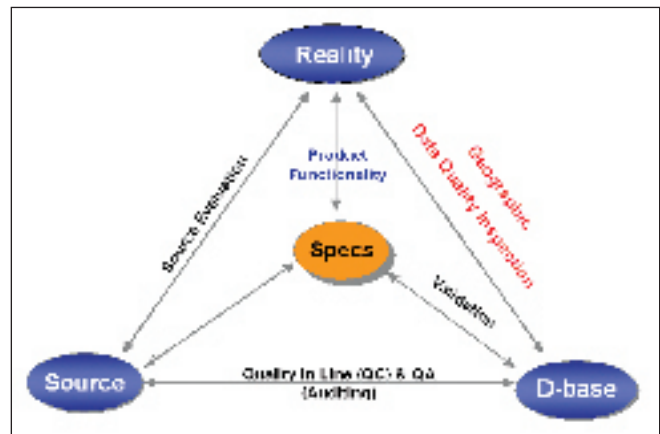 Reality
Source Evaluation
Product
Functionality
Geographic
Data Quality Inspection
Specs
Validation
Source
Quality in Line (QC) & QA
(Auditing)
D-base